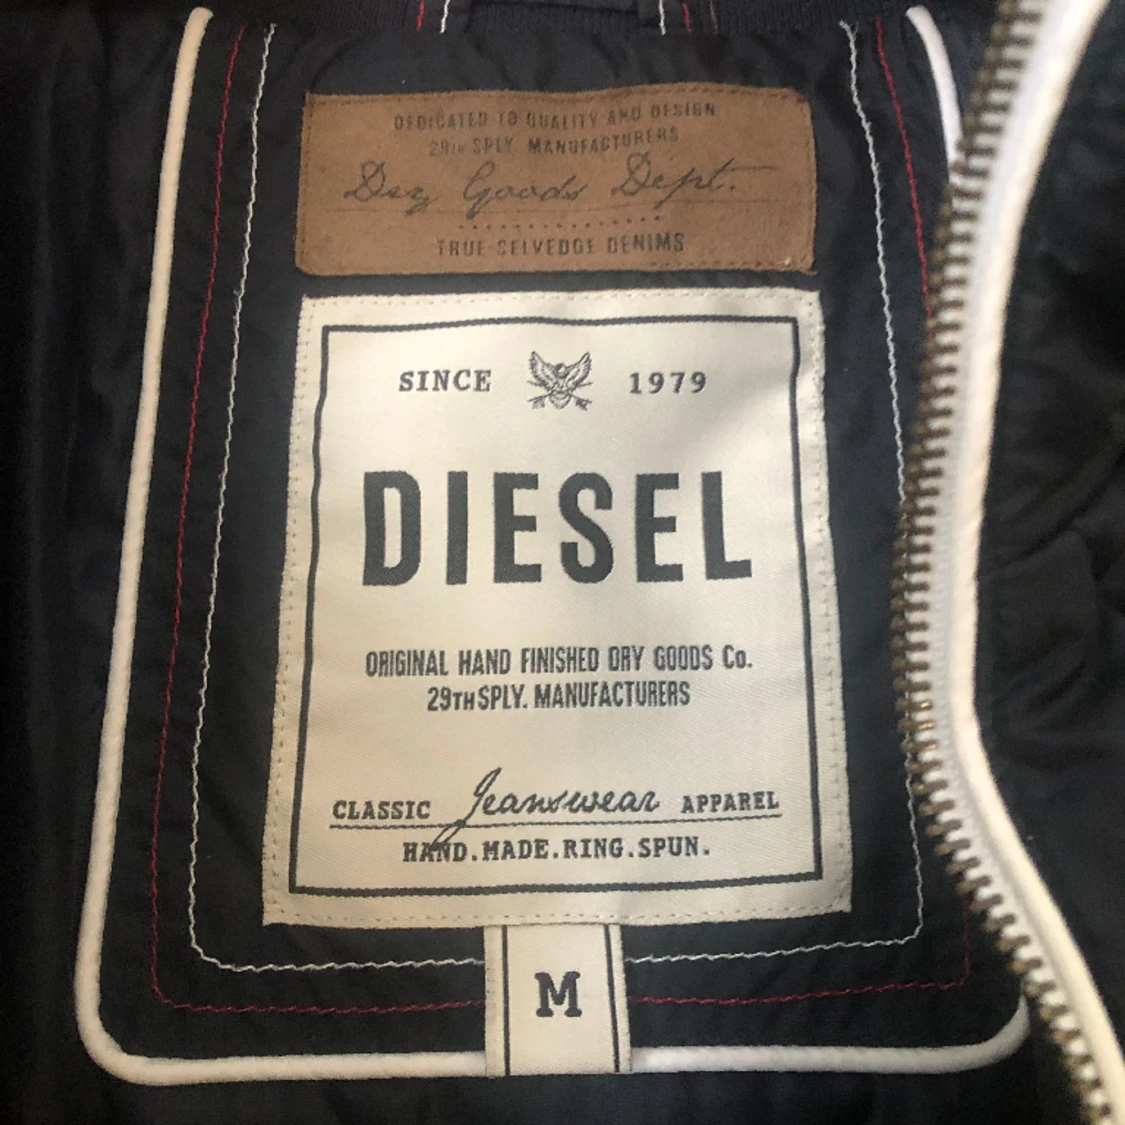 DEDICATED TO QUALITY AND DESIGN
29TH SPLY. MANUFACTURERS
Dry Goods Dept.
TRUE SELVEDGE DENIMS
SINCE 1979
DIESEL
ORIGINAL HAND FINISHED DRY GOODS Co.
29TH SPLY. MANUFACTURERS
CLASSIC Jeanswear APPAREL
HAND.MADE.RING.SPUN.
M